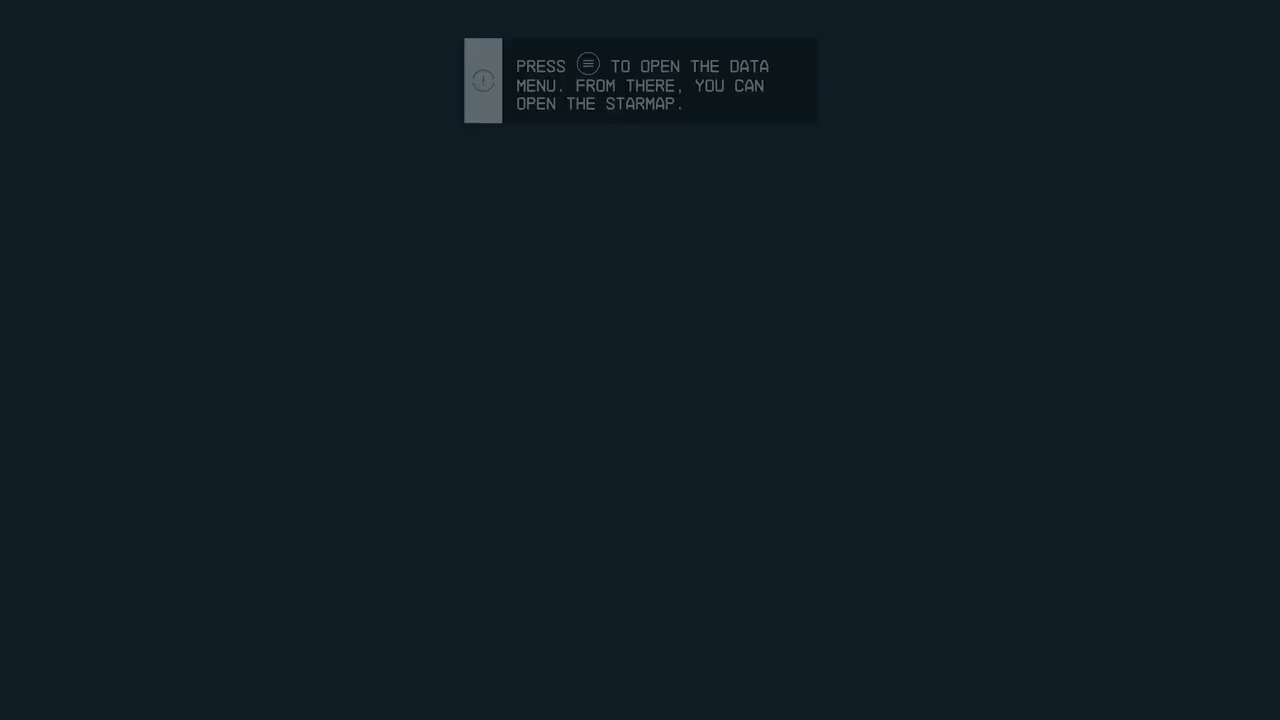 PRESS TO OPEN THE DATA
MENU. FROM THERE, YOU CAN
OPEN THE STARMAP.